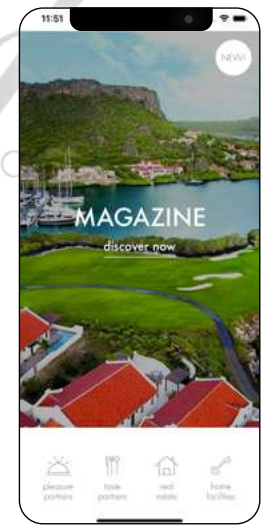 11:51
NEW!
MAGAZINE
discover now
pleasure
partners
taste
partners
real
estate
home
facilities